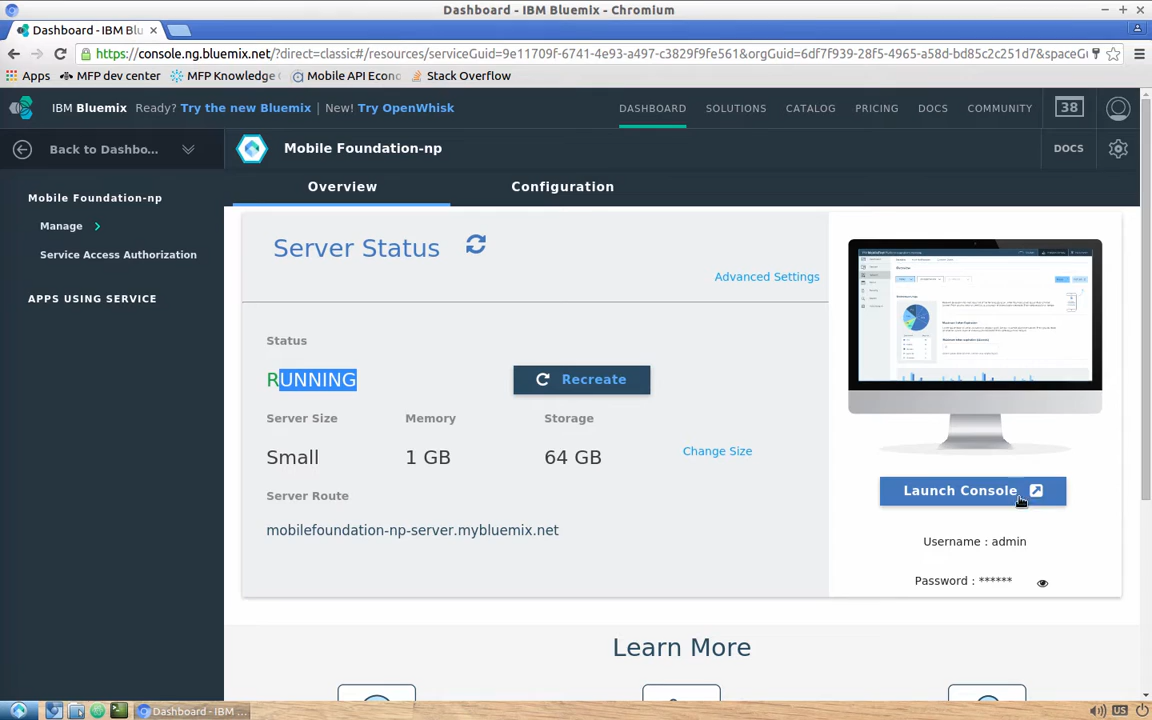 Dashboard - IBM Bluemix - Chromium
Dashboard - IBM Blu
https://console.ng.bluemix.net/?direct=classic#/resources/serviceGuid=9e11709f-6741-4e93-a497-c3829f9fe561&orgGuid=6df7f939-28f5-4965-a58d-bd85c2c251d7&spaceG
Apps MFP dev center MFP Knowledge Mobile API Econ Stack Overflow
IBM Bluemix Ready? Try the new Bluemix | New! Try OpenWhisk DASHBOARD SOLUTIONS CATALOG PRICING DOCS COMMUNITY 38
Back to Dashbo... Mobile Foundation-np DOCS
Overview Configuration
Mobile Foundation-np
Manage
Service Access Authorization
APPS USING SERVICE
Server Status
Advanced Settings
Status
RUNNING Recreate
Server Size Memory Storage
Small 1 GB 64 GB Change Size
Server Route
mobilefoundation-np-server.mybluemix.net
Launch Console
Username : admin
Password : ******
Learn More
Dashboard - IBM ... US